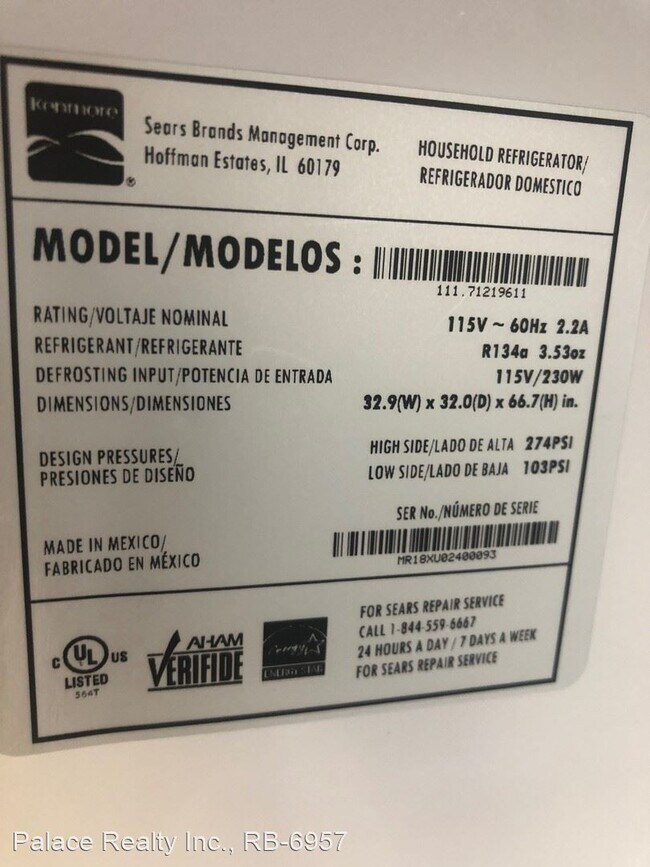 Kenmore
®
Sears Brands Management Corp.
Hoffman Estates, IL 60179
HOUSEHOLD REFRIGERATOR/
REFRIGERADOR DOMESTICO
MODEL/MODELOS :
111.71219611
RATING/VOLTAJE NOMINAL 115V ~ 60Hz 2.2A
REFRIGERANT/REFRIGERANTE R134a 3.53oz
DEFROSTING INPUT/POTENCIA DE ENTRADA 115V/230W
DIMENSIONS/DIMENSIONES 32.9(W) x 32.0(D) x 66.7(H) in.
DESIGN PRESSURES/
PRESIONES DE DISEÑO
HIGH SIDE/LADO DE ALTA 274PSI
LOW SIDE/LADO DE BAJA 103PSI
SER No./NÚMERO DE SERIE
MR18XU02400093
MADE IN MEXICO/
FABRICADO EN MÉXICO
C UL US
LISTED
564T
AHAM
VERIFIDE
energy
ENERGY STAR
FOR SEARS REPAIR SERVICE
CALL 1-844-559-6667
24 HOURS A DAY / 7 DAYS A WEEK
FOR SEARS REPAIR SERVICE
Palace Realty Inc., RB-6957